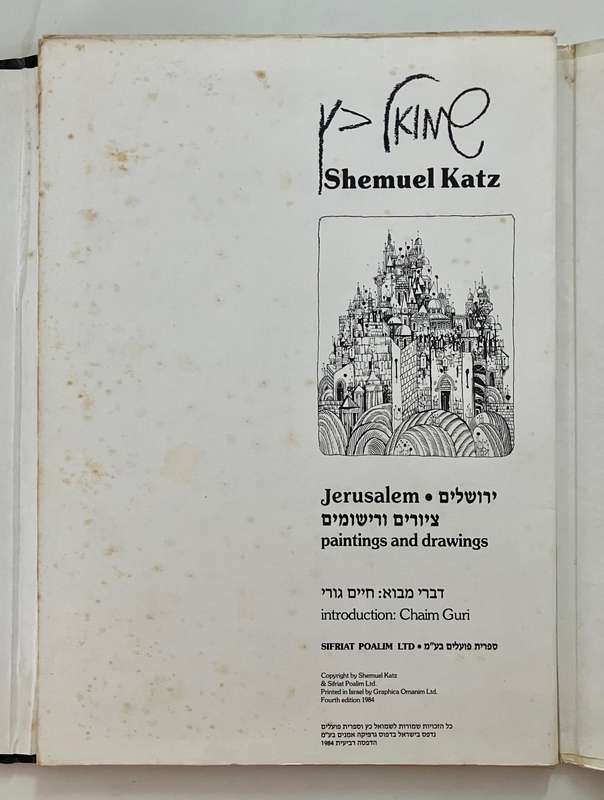 שמואל כץ
Shemuel Katz
Jerusalem • ירושלים
ציורים ורישומים
paintings and drawings
דברי מבוא: חיים גורי
introduction: Chaim Guri
SIFRIAT POALIM LTD • ספרית פועלים בע"מ
Copyright by Shemuel Katz
& Sifriat Poalim Ltd.
Printed in Israel by Graphica Omanim Ltd.
Fourth edition 1984
כל הזכויות שמורות לשמואל כץ וספרית פועלים
נדפס בישראל בדפוס גרפיקה אמנים בע"מ
הדפסה רביעית 1984